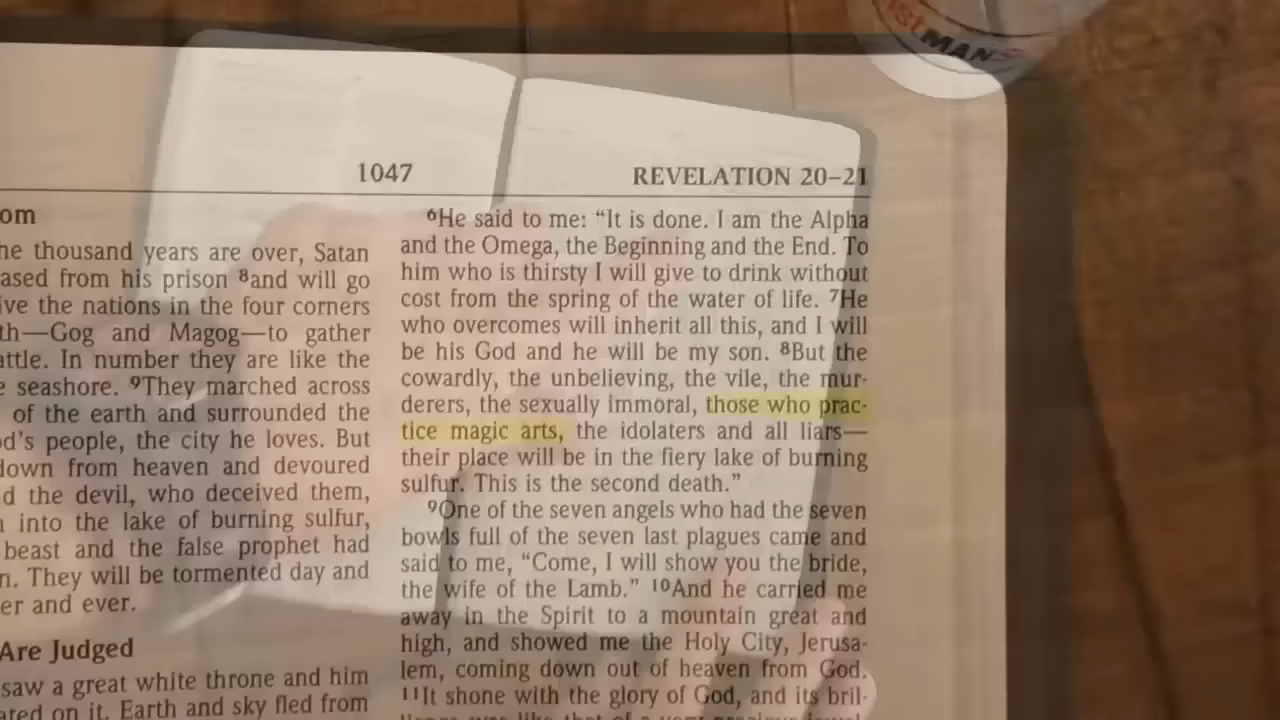 MAN
1047
REVELATION 20–21
om
he thousand years are over, Satan
ased from his prison ⁸and will go
ive the nations in the four corners
th—Gog and Magog—to gather
attle. In number they are like the
e seashore. ⁹They marched across
of the earth and surrounded the
d's people, the city he loves. But
down from heaven and devoured
d the devil, who deceived them,
n into the lake of burning sulfur,
beast and the false prophet had
n. They will be tormented day and
er and ever.
Are Judged
saw a great white throne and him
ated on it. Earth and sky fled from
⁶He said to me: “It is done. I am the Alpha
and the Omega, the Beginning and the End. To
him who is thirsty I will give to drink without
cost from the spring of the water of life. ⁷He
who overcomes will inherit all this, and I will
be his God and he will be my son. ⁸But the
cowardly, the unbelieving, the vile, the mur-
derers, the sexually immoral, those who prac-
tice magic arts, the idolaters and all liars—
their place will be in the fiery lake of burning
sulfur. This is the second death.”
⁹One of the seven angels who had the seven
bowls full of the seven last plagues came and
said to me, “Come, I will show you the bride,
the wife of the Lamb.” ¹⁰And he carried me
away in the Spirit to a mountain great and
high, and showed me the Holy City, Jerusa-
lem, coming down out of heaven from God.
¹¹It shone with the glory of God, and its bril-